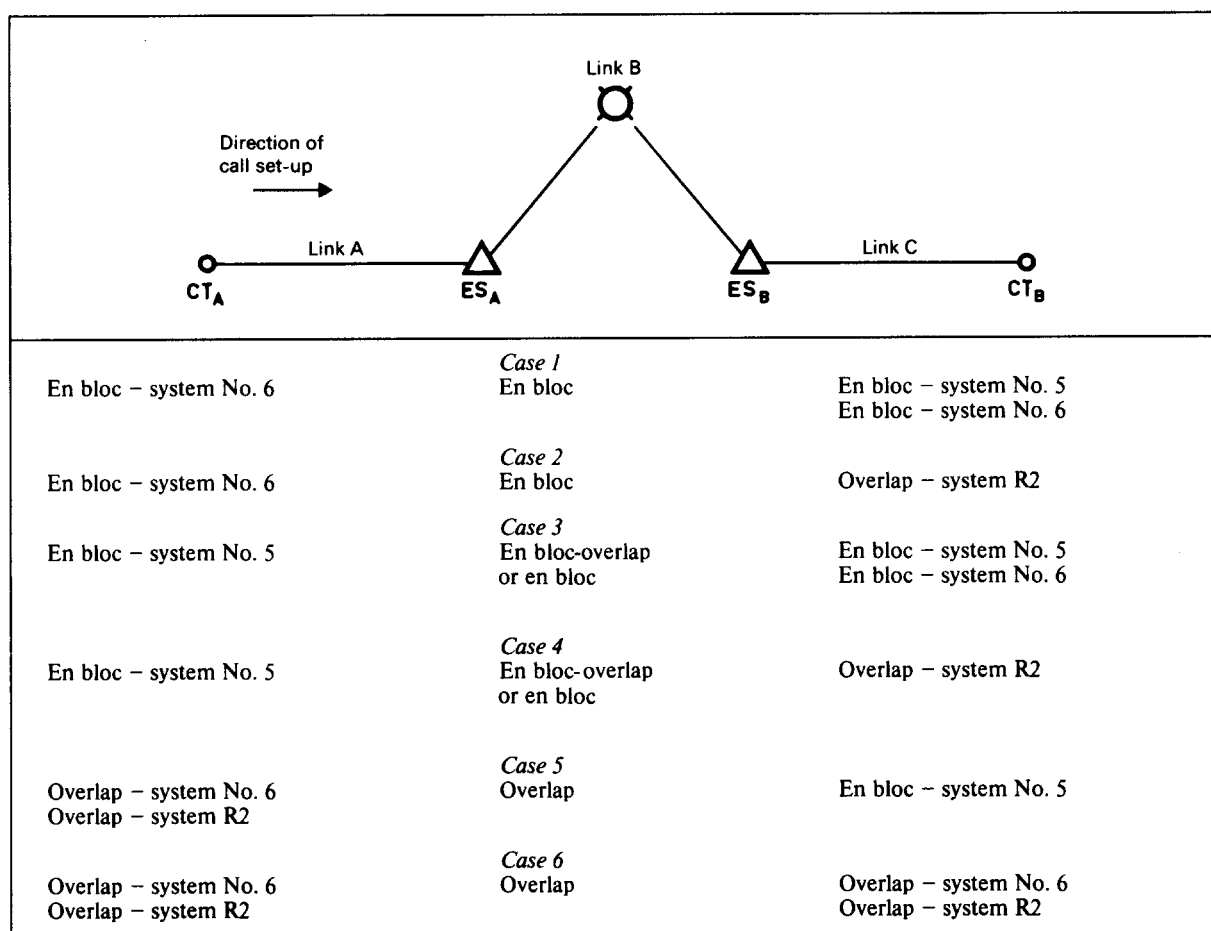 Link B
Direction of
call set-up
Link A
Link C
CTA
ESA
ESB
CTB
Case 1
En bloc – system No. 6
En bloc
En bloc – system No. 5
En bloc – system No. 6
Case 2
En bloc – system No. 6
En bloc
Overlap – system R2
Case 3
En bloc – system No. 5
En bloc-overlap
or en bloc
En bloc – system No. 5
En bloc – system No. 6
Case 4
En bloc – system No. 5
En bloc-overlap
or en bloc
Overlap – system R2
Case 5
Overlap – system No. 6
Overlap – system R2
Overlap
En bloc – system No. 5
Case 6
Overlap – system No. 6
Overlap – system R2
Overlap
Overlap – system No. 6
Overlap – system R2